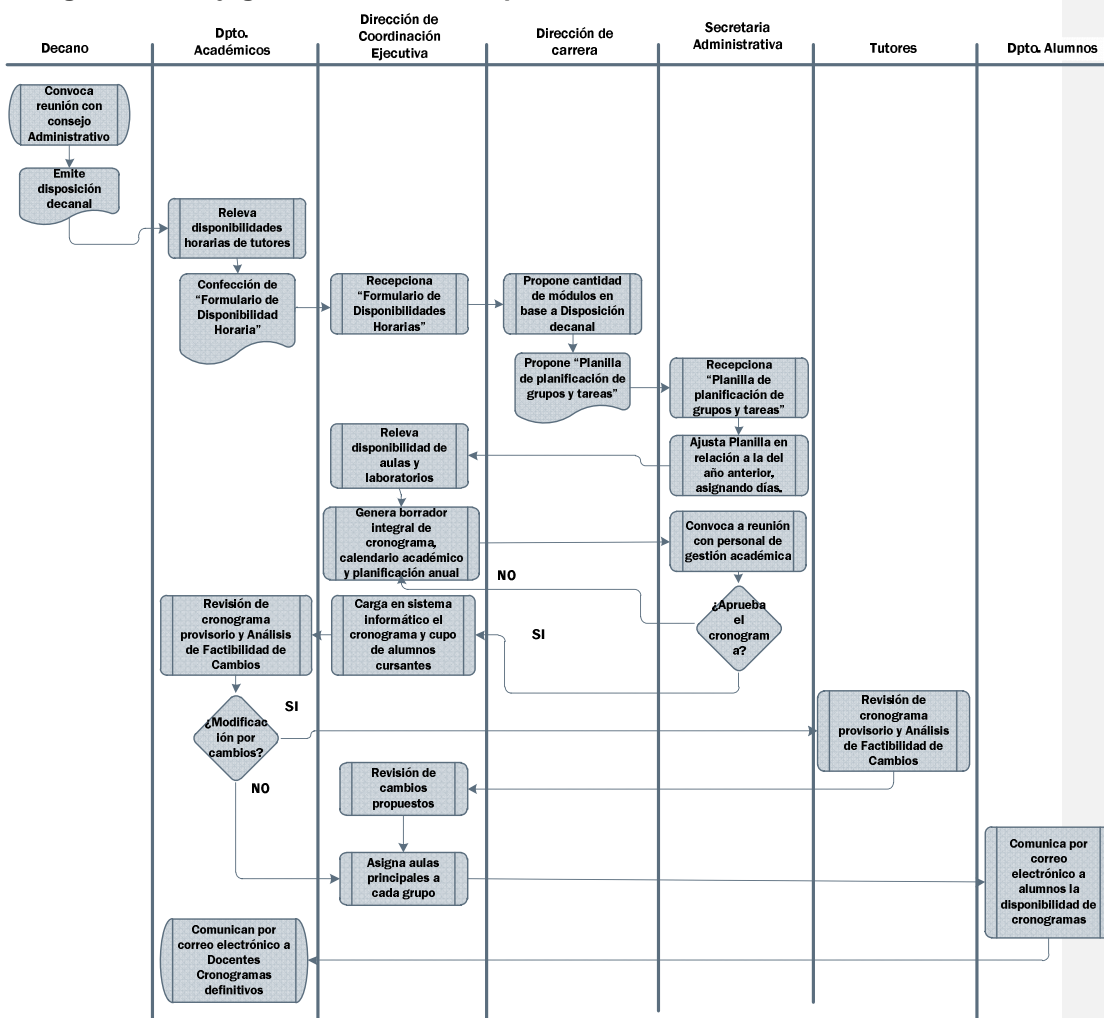 Decano
Dpto.
Académicos
Dirección de
Coordinación
Ejecutiva
Dirección de
carrera
Secretaria
Administrativa
Tutores
Dpto. Alumnos
Convoca
reunión con
consejo
Administrativo
Emite
disposición
decanal
Releva
disponibilidades
horarias de tutores
Confección de
“Formulario de
Disponibilidad
Horaria”
Recepciona
“Formulario de
Disponibilidades
Horarias”
Propone cantidad
de módulos en
base a Disposición
decanal
Propone “Planilla
de planificación de
grupos y tareas”
Recepciona
“Planilla de
planificación de
grupos y tareas”
Ajusta Planilla en
relación a la del
año anterior,
asignando días.
Releva
disponibilidad de
aulas y
laboratorios
Genera borrador
integral de
cronograma,
calendario académico
y planificación anual
Convoca a reunión
con personal de
gestión académica
¿Aprueba
el
cronogram
a?
NO
SI
Carga en sistema
informático el
cronograma y cupo
de alumnos
cursantes
Revisión de
cronograma
provisorio y Análisis
de Factibilidad de
Cambios
¿Modificac
ión por
cambios?
SI
NO
Revisión de
cronograma
provisorio y Análisis
de Factibilidad de
Cambios
Revisión de
cambios
propuestos
Asigna aulas
principales a
cada grupo
Comunica por
correo
electrónico a
alumnos la
disponibilidad de
cronogramas
Comunican por
correo electrónico a
Docentes
Cronogramas
definitivos